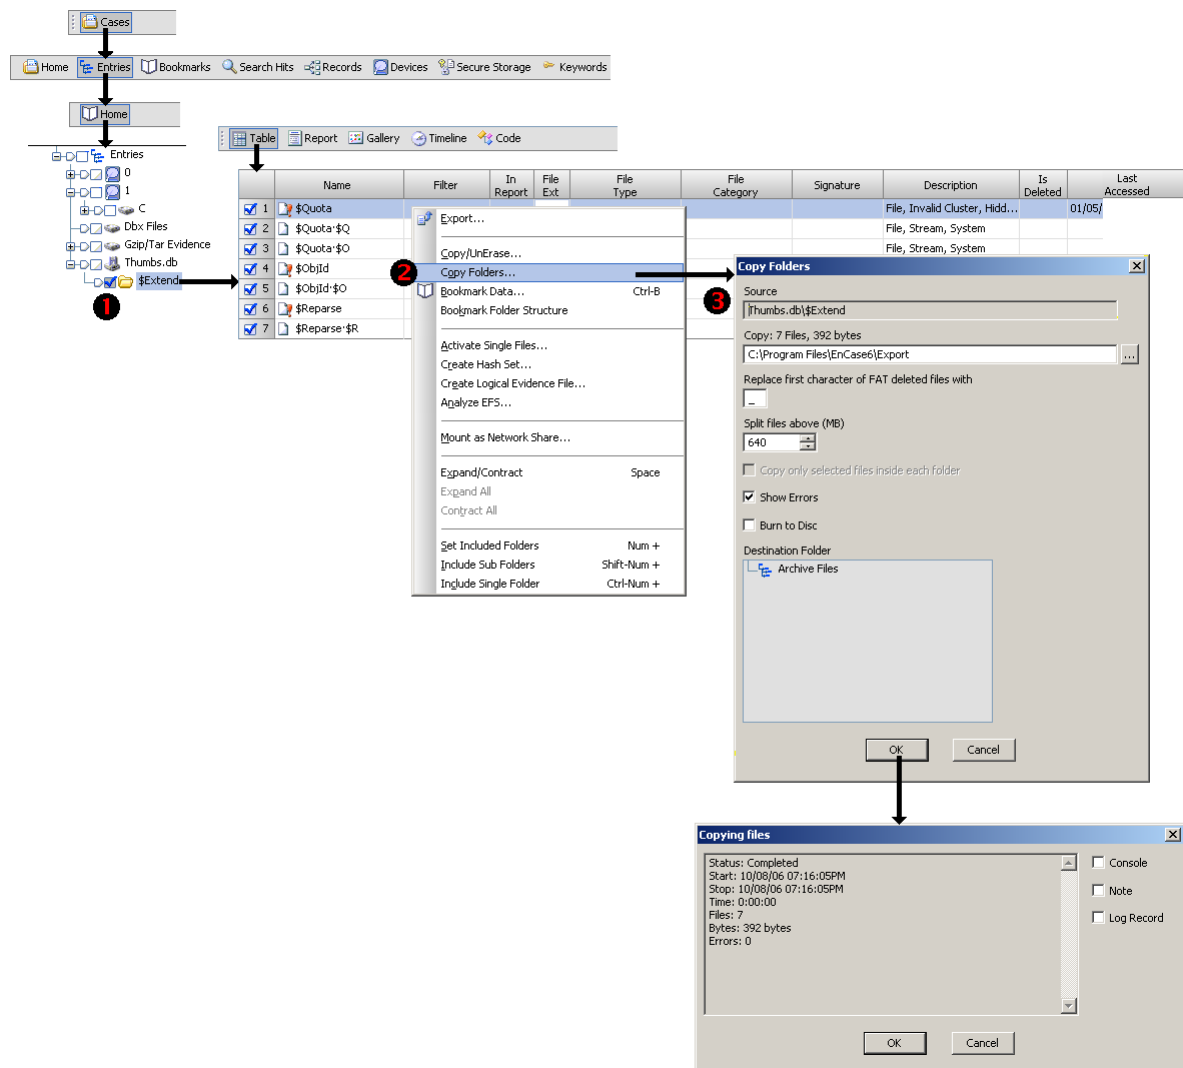 Cases
Home Entries Bookmarks Search Hits Records Devices Secure Storage Keywords
Home
Entries
0
1
C
Dbx Files
Gzip/Tar Evidence
Thumbs.db
$Extend
1
Table Report Gallery Timeline Code
Name Filter In Report File Ext File Type File Category Signature Description Is Deleted Last Accessed
1 $Quota File, Invalid Cluster, Hidd... 01/05/
2 $Quota·$Q File, Stream, System
3 $Quota·$O File, Stream, System
4 $ObjId
5 $ObjId·$O
6 $Reparse
7 $Reparse·$R
2
Export...
Copy/UnErase...
Copy Folders...
Bookmark Data... Ctrl-B
Bookmark Folder Structure
Activate Single Files...
Create Hash Set...
Create Logical Evidence File...
Analyze EFS...
Mount as Network Share...
Expand/Contract Space
Expand All
Contract All
Set Included Folders Num +
Include Sub Folders Shift-Num +
Include Single Folder Ctrl-Num +
3
Copy Folders
Source
Thumbs.db\$Extend
Copy: 7 Files, 392 bytes
C:\Program Files\EnCase6\Export
...
Replace first character of FAT deleted files with
_
Split files above (MB)
640
Copy only selected files inside each folder
Show Errors
Burn to Disc
Destination Folder
Archive Files
OK Cancel
Copying files
Status: Completed
Start: 10/08/06 07:16:05PM
Stop: 10/08/06 07:16:05PM
Time: 0:00:00
Files: 7
Bytes: 392 bytes
Errors: 0
Console
Note
Log Record
OK Cancel